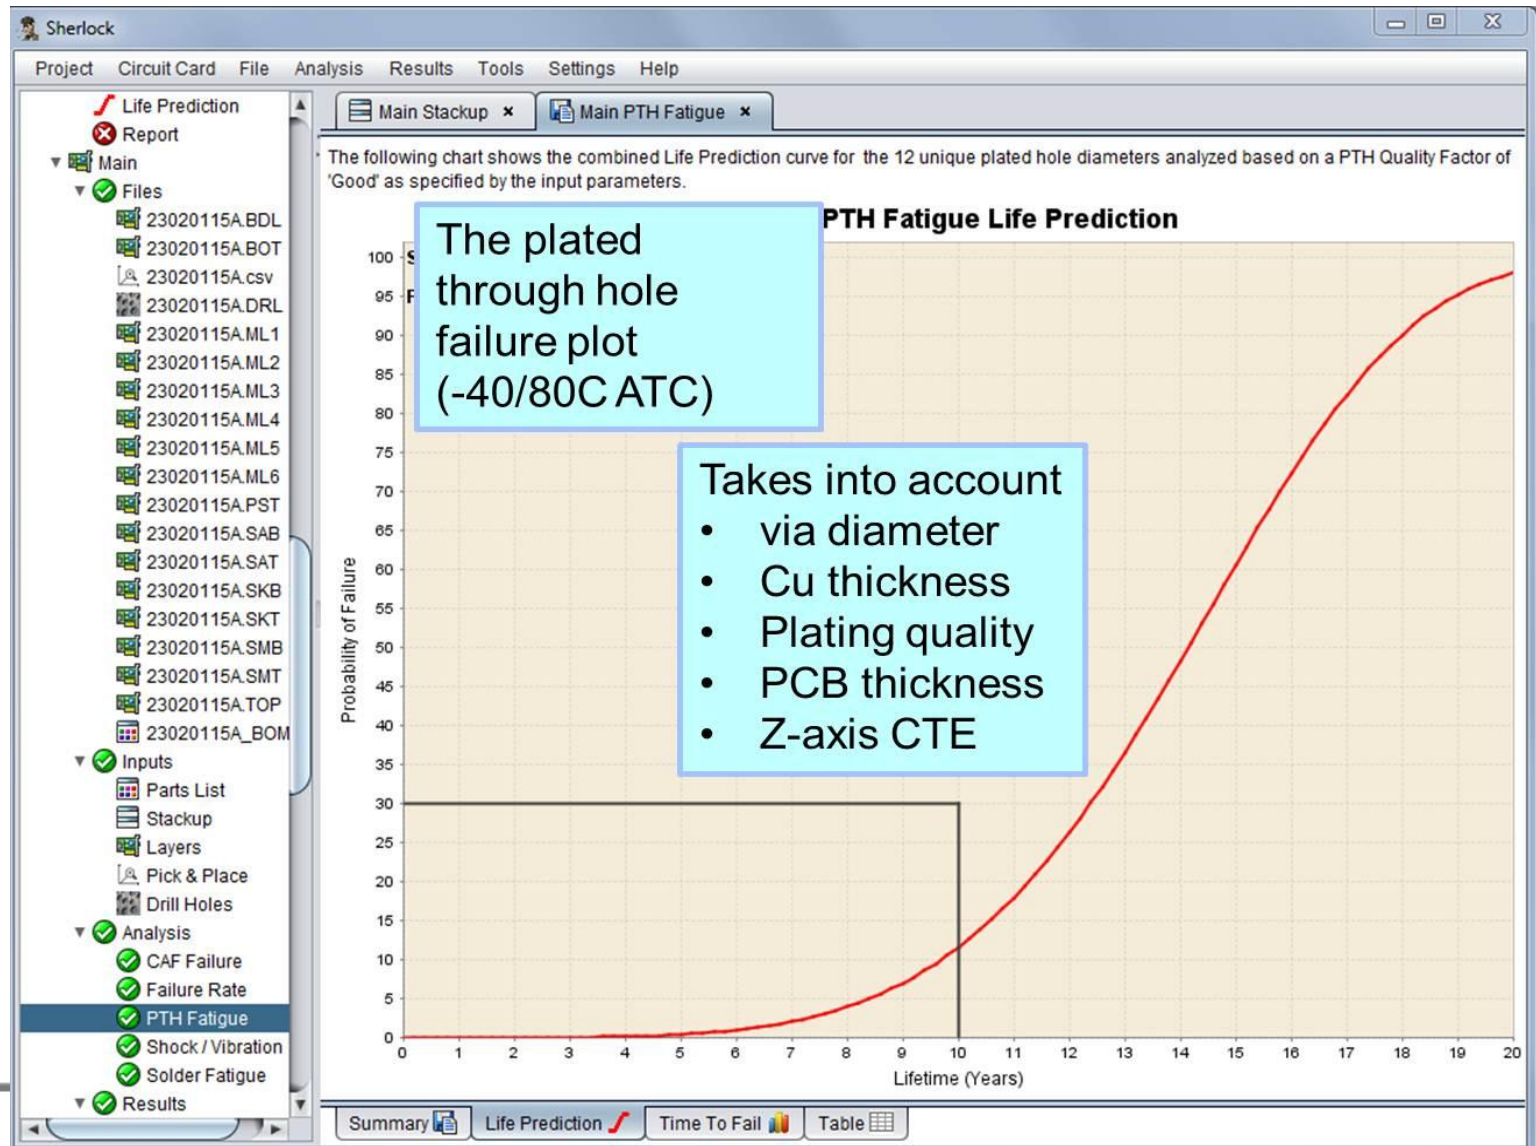 Sherlock
Project Circuit Card File Analysis Results Tools Settings Help
Life Prediction
Report
Main
Files
23020115A.BDL
23020115A.BOT
23020115A.csv
23020115A.DRL
23020115A.ML1
23020115A.ML2
23020115A.ML3
23020115A.ML4
23020115A.ML5
23020115A.ML6
23020115A.PST
23020115A.SAB
23020115A.SAT
23020115A.SKB
23020115A.SKT
23020115A.SMB
23020115A.SMT
23020115A.TOP
23020115A_BOM
Inputs
Parts List
Stackup
Layers
Pick & Place
Drill Holes
Analysis
CAF Failure
Failure Rate
PTH Fatigue
Shock / Vibration
Solder Fatigue
Results
Main Stackup × Main PTH Fatigue ×
The following chart shows the combined Life Prediction curve for the 12 unique plated hole diameters analyzed based on a PTH Quality Factor of
'Good' as specified by the input parameters.
PTH Fatigue Life Prediction
The plated
through hole
failure plot
(-40/80C ATC)
Takes into account
• via diameter
• Cu thickness
• Plating quality
• PCB thickness
• Z-axis CTE
Probability of Failure
100
95
90
85
80
75
70
65
60
55
50
45
40
35
30
25
20
15
10
5
0
0 1 2 3 4 5 6 7 8 9 10 11 12 13 14 15 16 17 18 19 20
Lifetime (Years)
Summary Life Prediction Time To Fail Table